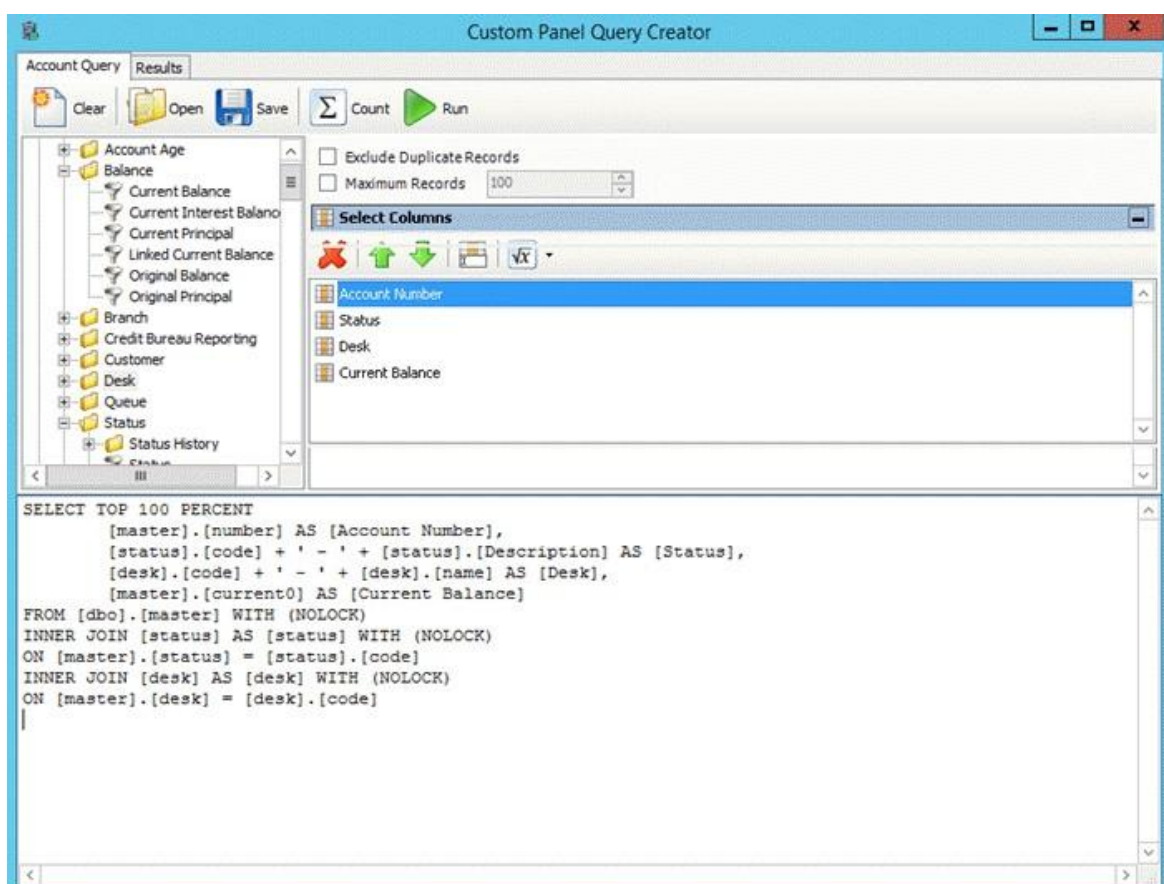 Custom Panel Query Creator
Account Query Results
Clear Open Save Count Run
Account Age
Balance
Current Balance
Current Interest Balanc
Current Principal
Linked Current Balance
Original Balance
Original Principal
Branch
Credit Bureau Reporting
Customer
Desk
Queue
Status
Status History
Status
Exclude Duplicate Records
Maximum Records 100
Select Columns
√x
Account Number
Status
Desk
Current Balance
SELECT TOP 100 PERCENT
[master].[number] AS [Account Number],
[status].[code] + ' - ' + [status].[Description] AS [Status],
[desk].[code] + ' - ' + [desk].[name] AS [Desk],
[master].[current0] AS [Current Balance]
FROM [dbo].[master] WITH (NOLOCK)
INNER JOIN [status] AS [status] WITH (NOLOCK)
ON [master].[status] = [status].[code]
INNER JOIN [desk] AS [desk] WITH (NOLOCK)
ON [master].[desk] = [desk].[code]